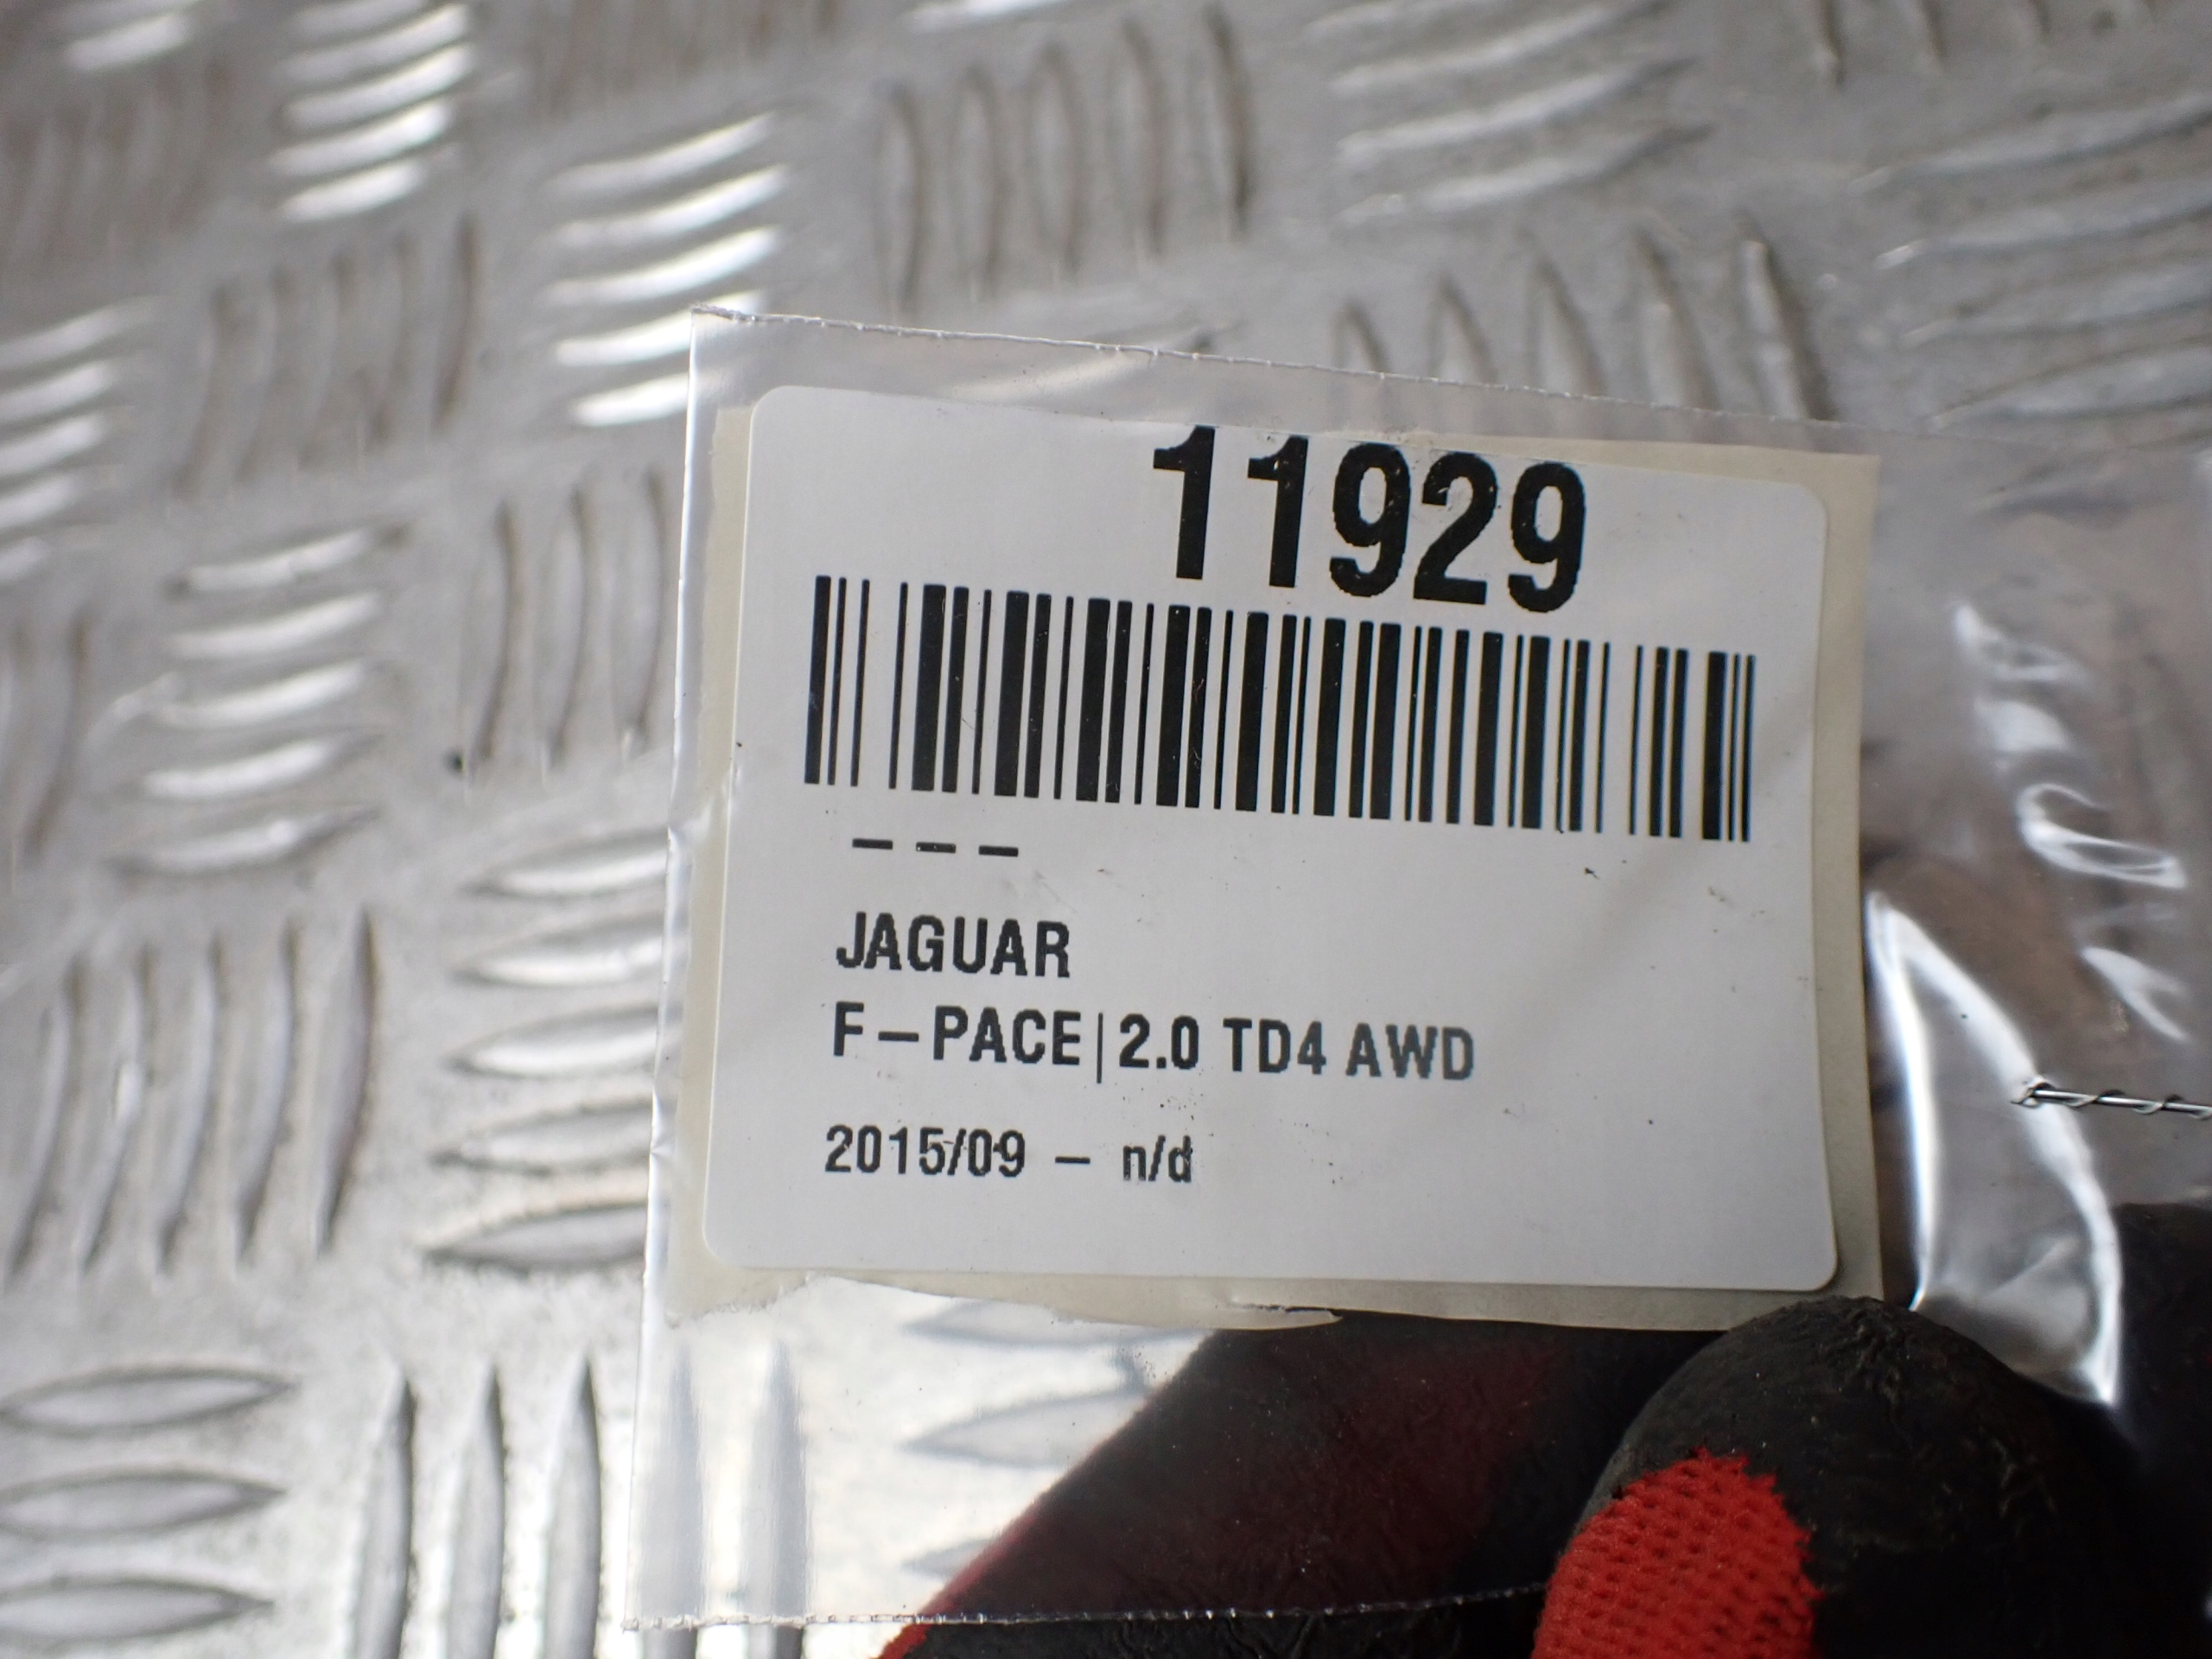 11929
– – –
JAGUAR
F – PACE | 2.0 TD4 AWD
2015/09 – n/d